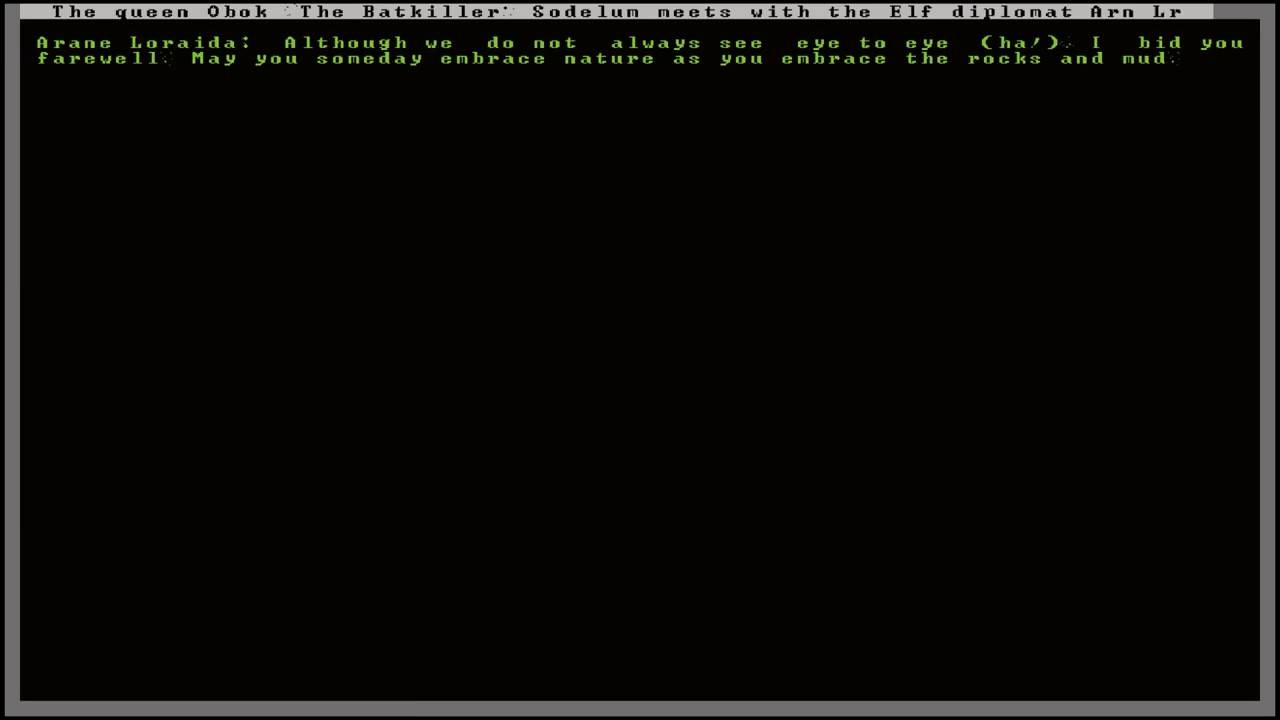 The queen Obok "The Batkiller" Sodelum meets with the Elf diplomat Arn Lr
Arane Loraida: Although we do not always see eye to eye (ha!), I bid you
farewell. May you someday embrace nature as you embrace the rocks and mud.